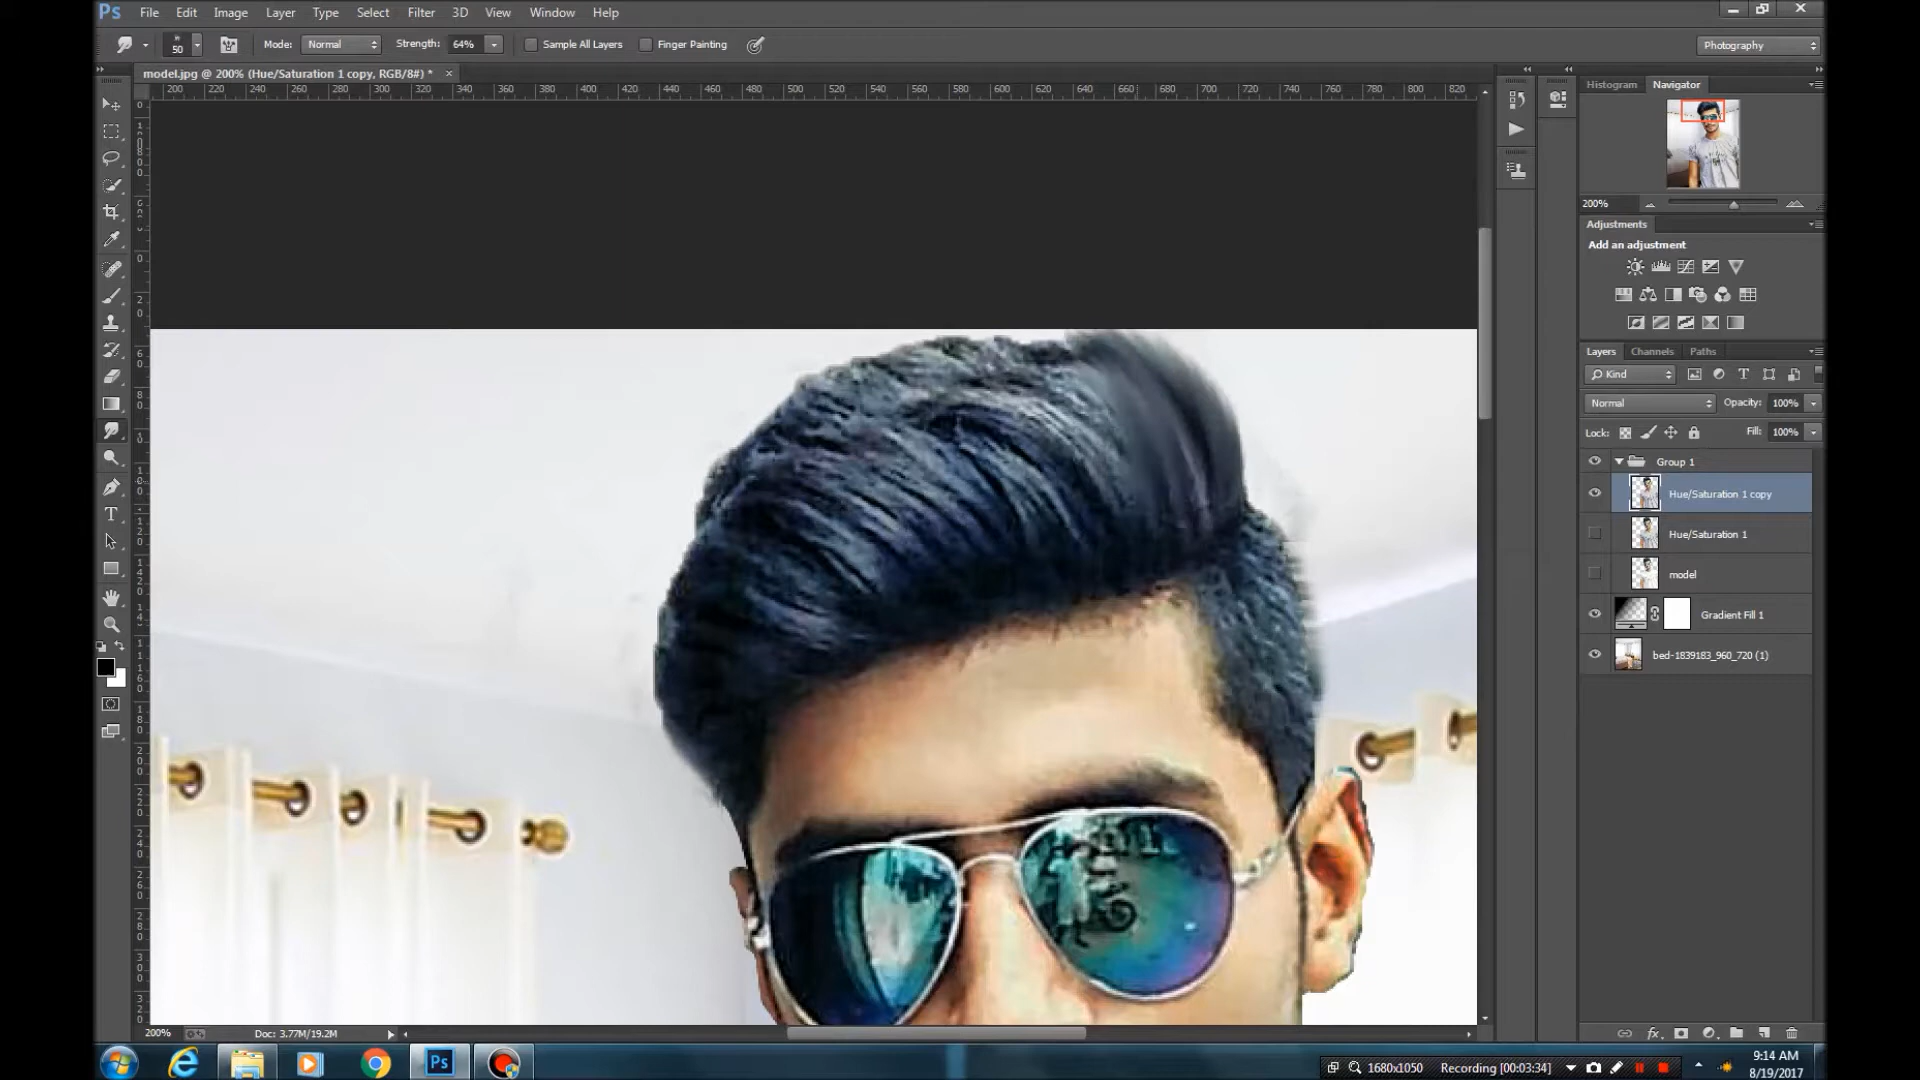 Ps File Edit Image Layer Type Select Filter 3D View Window Help
50 Mode: Normal Strength: 64% Sample All Layers Finger Painting Photography
model.jpg @ 200% (Hue/Saturation 1 copy, RGB/8#) * ×
200 220 240 260 280 300 320 340 360 380 400 420 440 460 480 500 520 540 560 580 600 620 640 660 680 700 720 740 760 780 800 820
Histogram Navigator
200%
Adjustments
Add an adjustment
Layers Channels Paths
Kind
Normal Opacity: 100%
Lock: Fill: 100%
Group 1
Hue/Saturation 1 copy
Hue/Saturation 1
model
Gradient Fill 1
bed-1839183_960_720 (1)
200% Doc: 3.77M/19.2M
1680x1050 Recording [00:03:34]
9:14 AM
8/19/2017